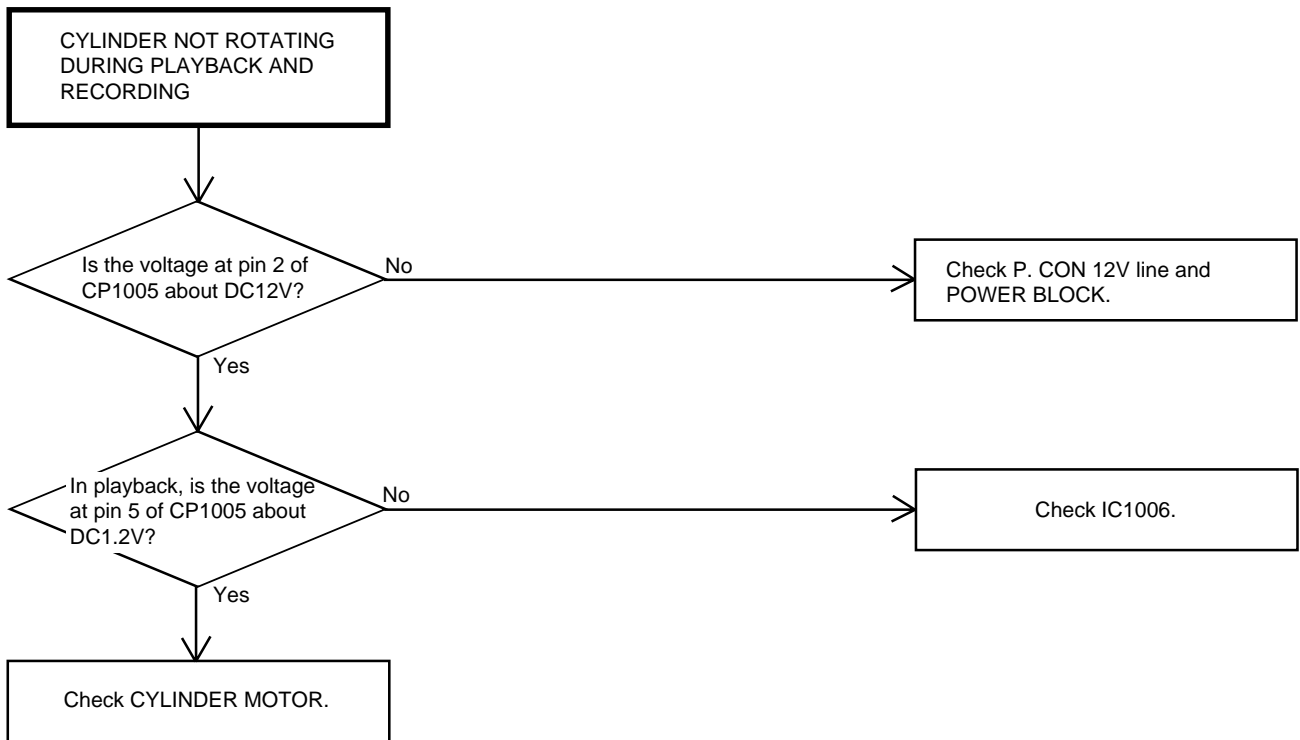 CYLINDER NOT ROTATING
DURING PLAYBACK AND
RECORDING
Is the voltage at pin 2 of
CP1005 about DC12V?
No
Check P. CON 12V line and
POWER BLOCK.
Yes
In playback, is the voltage
at pin 5 of CP1005 about
DC1.2V?
No
Check IC1006.
Yes
Check CYLINDER MOTOR.